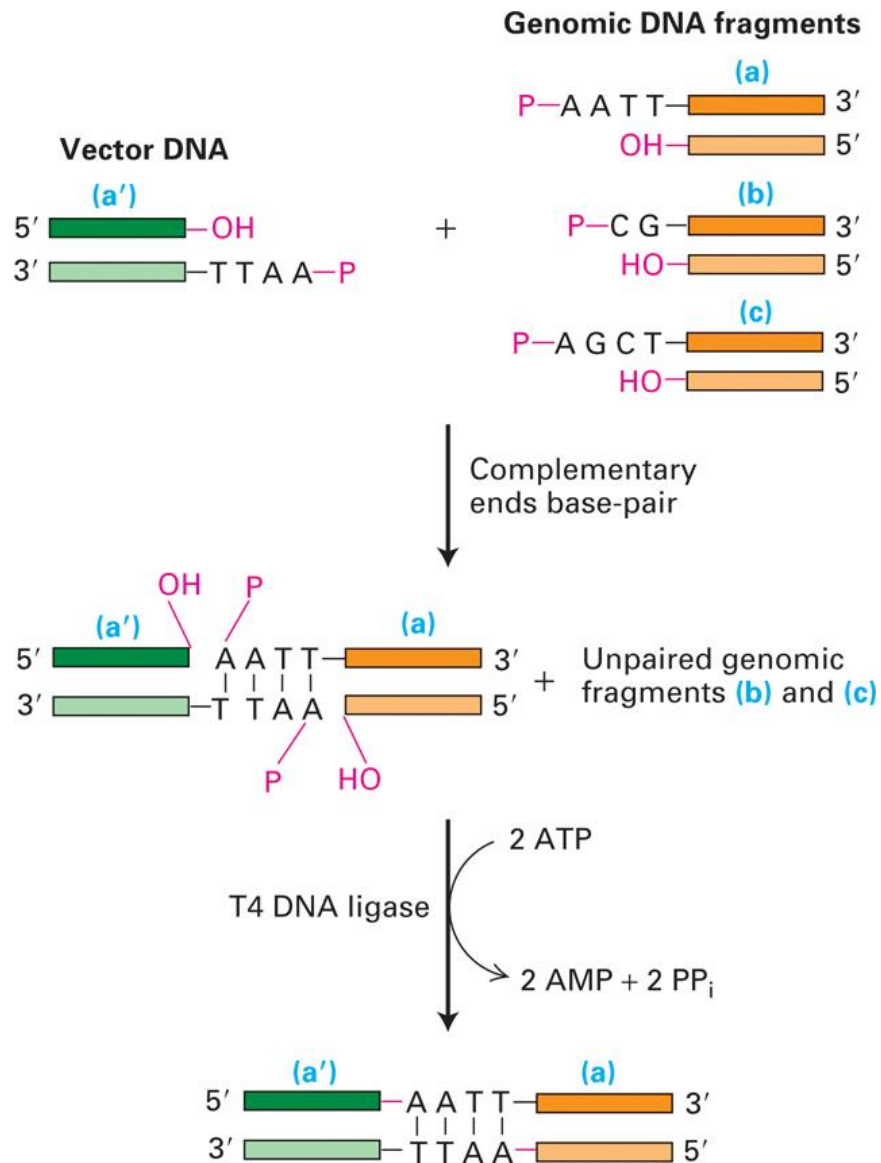 Genomic DNA fragments
(a)
P—A A T T— 3′
OH— 5′
Vector DNA
(a′)
5′ —OH
3′ —T T A A—P
+
(b)
P—C G— 3′
HO— 5′
(c)
P—A G C T— 3′
HO— 5′
Complementary
ends base-pair
OH P
(a′) (a)
5′ A A T T— 3′
3′ —T T A A 5′
P HO
+ Unpaired genomic
fragments (b) and (c)
2 ATP
T4 DNA ligase
2 AMP + 2 PPi
(a′) (a)
5′ —A A T T— 3′
3′ —T T A A— 5′